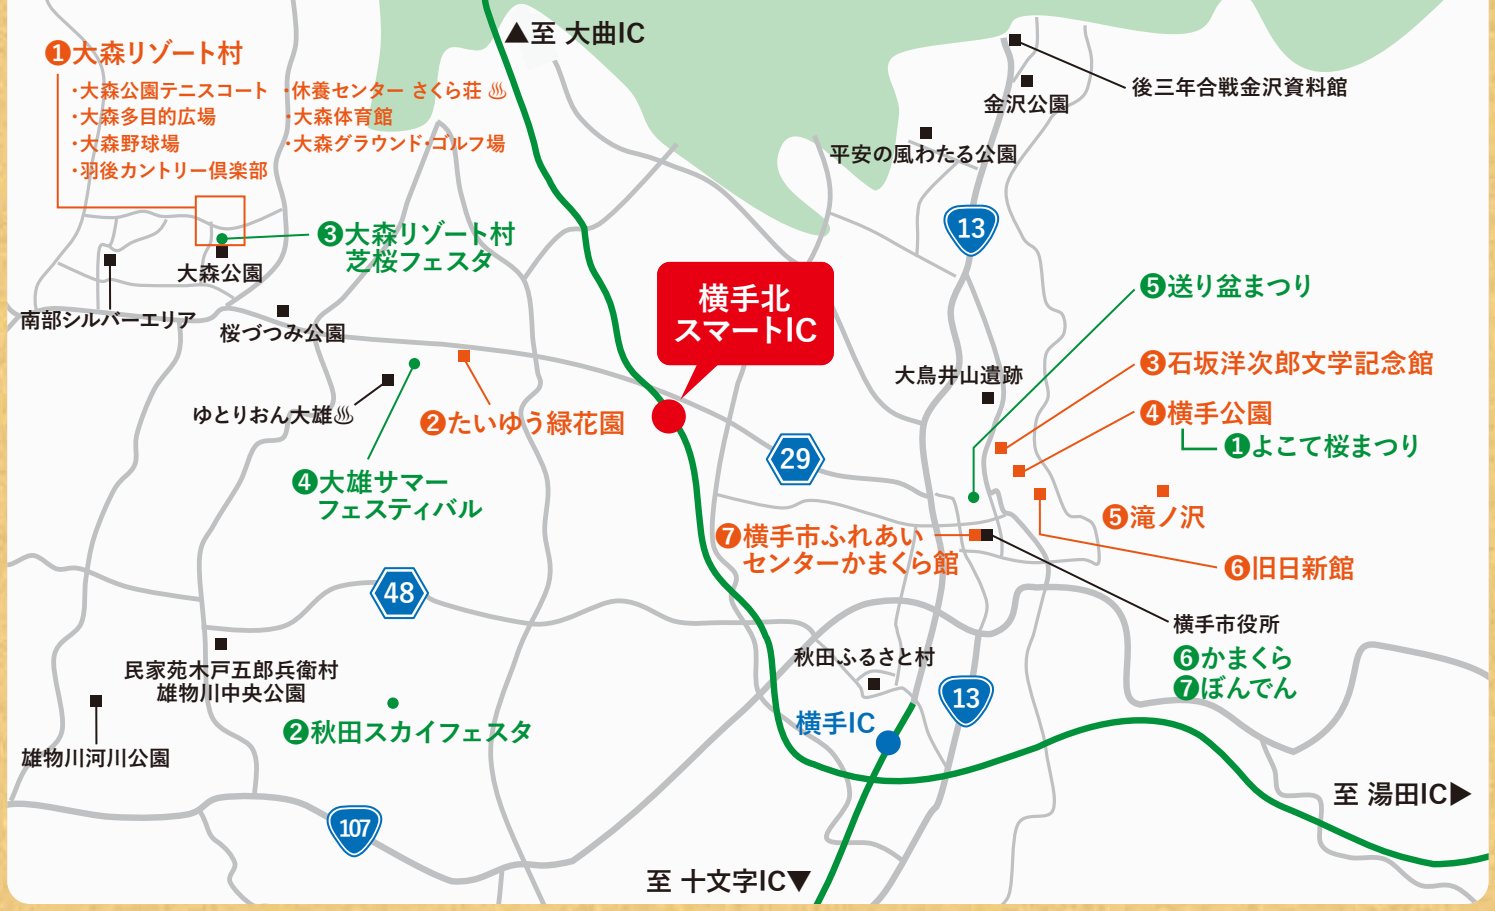 ▲至 大曲IC
❶大森リゾート村
・大森公園テニスコート
・大森多目的広場
・大森野球場
・羽後カントリー倶楽部
・休養センター さくら荘♨
・大森体育館
・大森グラウンド・ゴルフ場
後三年合戦金沢資料館
金沢公園
平安の風わたる公園
13
❸大森リゾート村
芝桜フェスタ
大森公園
南部シルバーエリア
桜づつみ公園
横手北
スマートIC
❺送り盆まつり
大鳥井山遺跡
❸石坂洋次郎文学記念館
❹横手公園
❶よこて桜まつり
ゆとりおん大雄♨
❷たいゆう緑花園
29
❹大雄サマー
フェスティバル
❺滝ノ沢
❼横手市ふれあい
センターかまくら館
❻旧日新館
48
横手市役所
❻かまくら
❼ぼんでん
民家苑木戸五郎兵衛村
雄物川中央公園
秋田ふるさと村
13
横手IC
❷秋田スカイフェスタ
雄物川河川公園
至 湯田IC▶
107
至 十文字IC▼